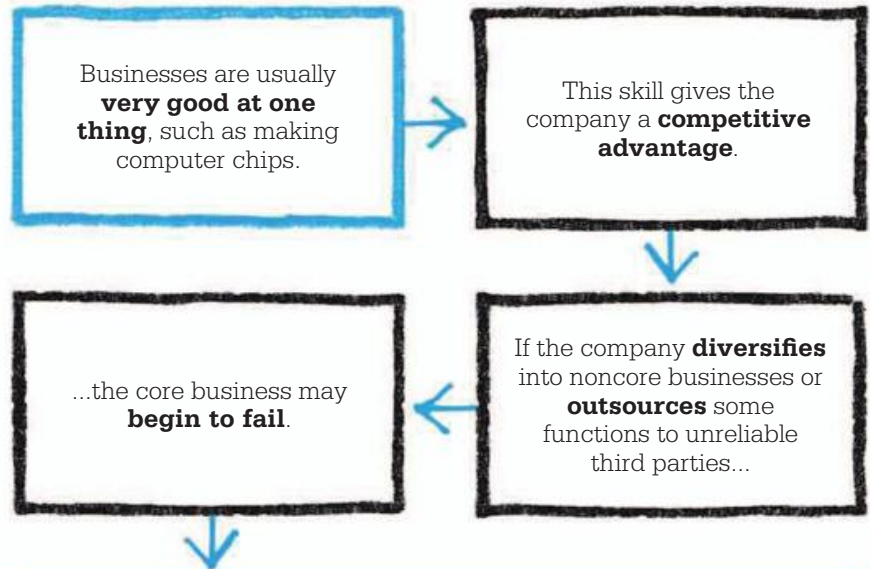 Businesses are usually
very good at one
thing, such as making
computer chips.
This skill gives the
company a competitive
advantage.
If the company diversifies
into noncore businesses or
outsources some
functions to unreliable
third parties...
...the core business may
begin to fail.